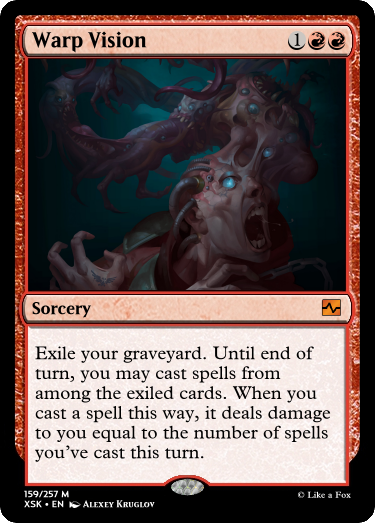 Warp Vision 1
Sorcery
Exile your graveyard. Until end of
turn, you may cast spells from
among the exiled cards. When you
cast a spell this way, it deals damage
to you equal to the number of spells
you've cast this turn.
159/257 M
XSK • EN Alexey Kruglov
© Like a Fox